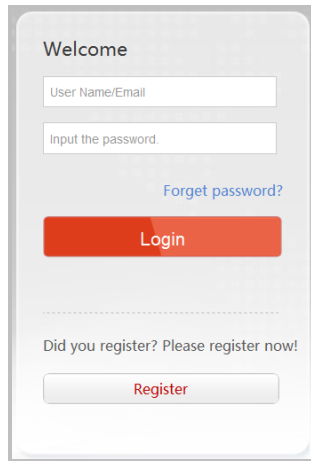 Welcome
User Name/Email
Input the password.
Forget password?
Login
Did you register? Please register now!
Register